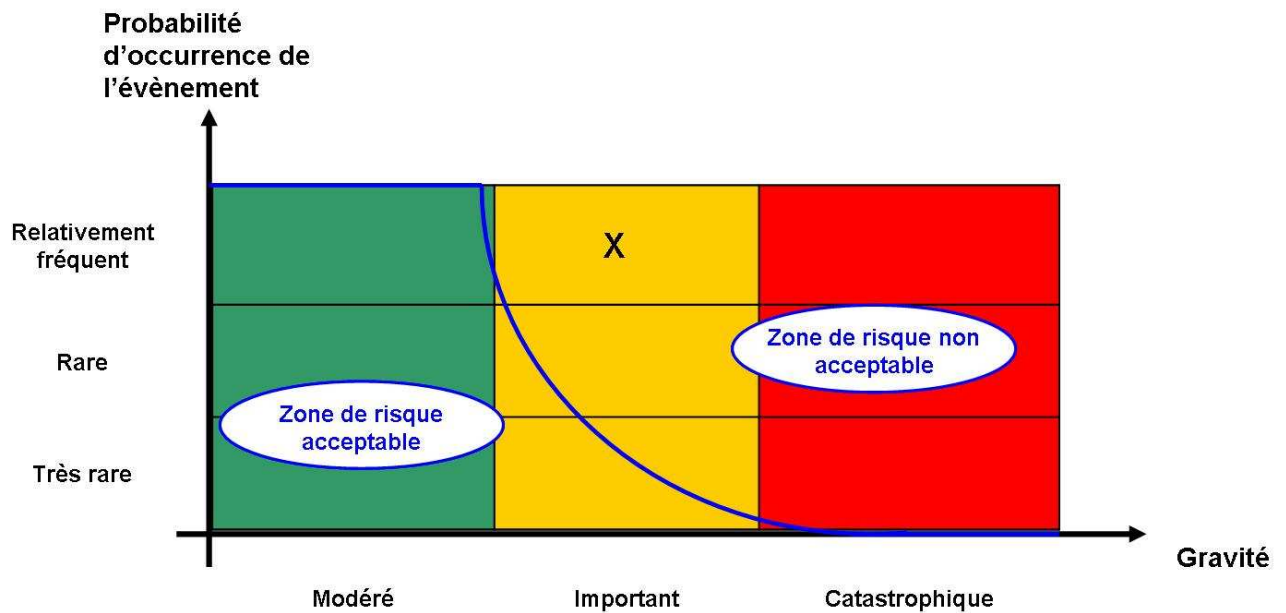 Probabilité
d'occurrence de
l'évènement
Relativement
fréquent
X
Zone de risque non
acceptable
Rare
Zone de risque
acceptable
Très rare
Gravité
Modéré
Important
Catastrophique